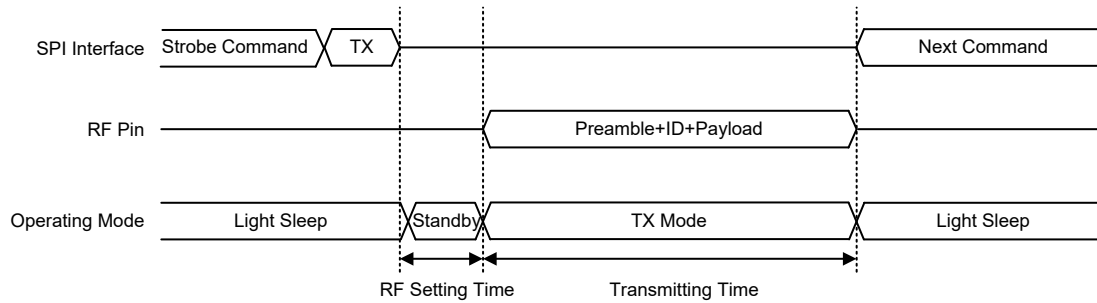 SPI Interface Strobe Command TX Next Command
RF Pin Preamble+ID+Payload
Operating Mode Light Sleep Standby TX Mode Light Sleep
RF Setting Time Transmitting Time